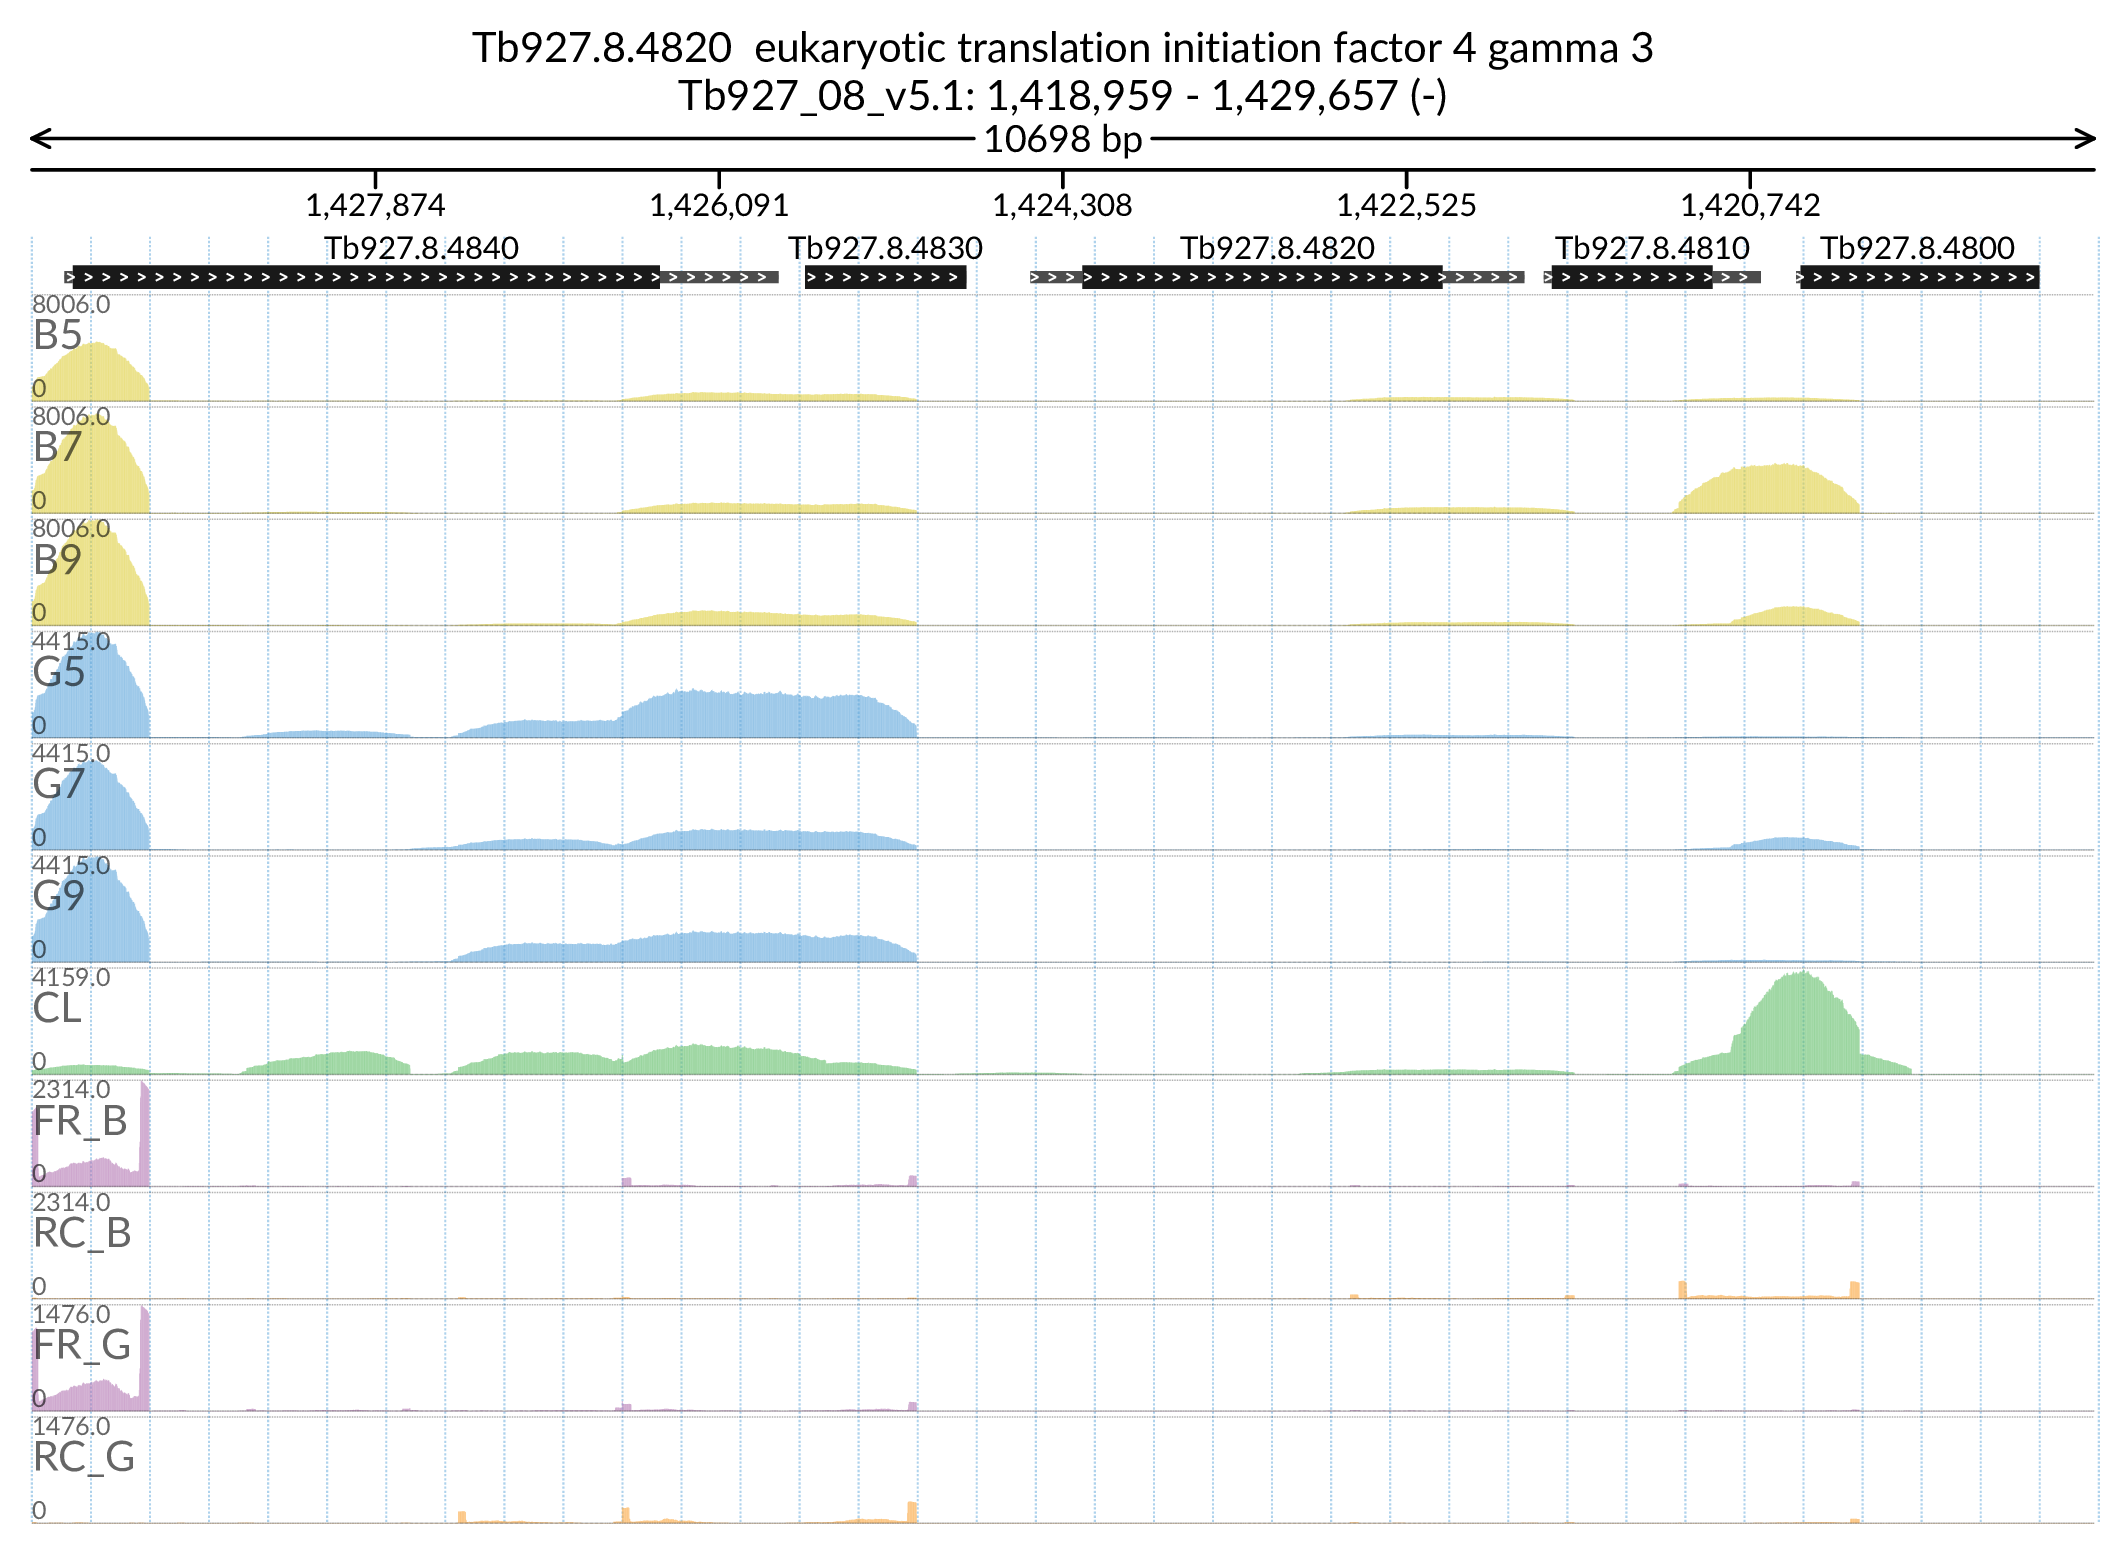 Tb927.8.4820 eukaryotic translation initiation factor 4 gamma 3
Tb927_08_v5.1: 1,418,959 - 1,429,657 (-)
10698 bp
1,427,874 1,426,091 1,424,308 1,422,525 1,420,742
Tb927.8.4840 Tb927.8.4830 Tb927.8.4820 Tb927.8.4810 Tb927.8.4800
8006.0
B5
0
8006.0
B7
0
8006.0
B9
0
4415.0
G5
0
4415.0
G7
0
4415.0
G9
0
4159.0
CL
0
2314.0
FR_B
0
2314.0
RC_B
0
1476.0
FR_G
0
1476.0
RC_G
0